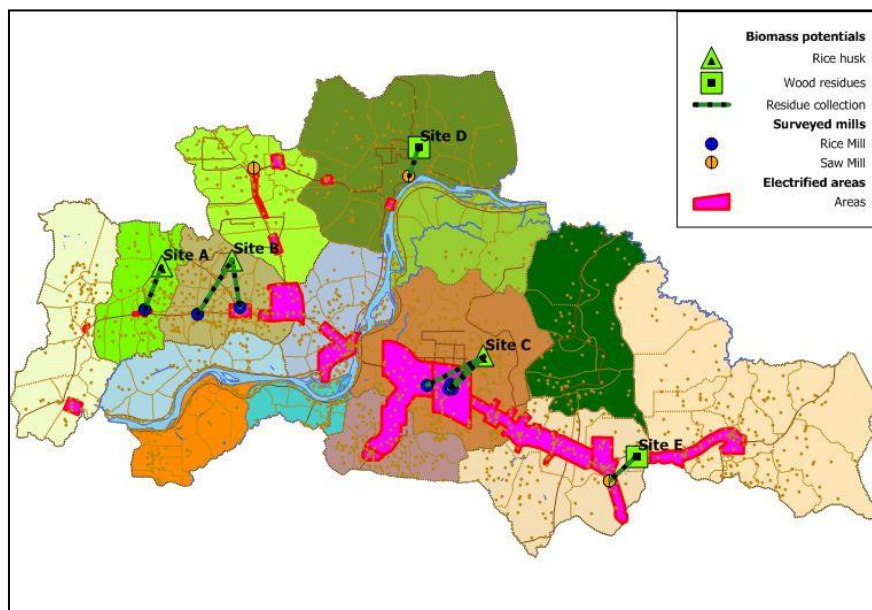 Biomass potentials
Rice husk
Wood residues
Residue collection
Surveyed mills
Rice Mill
Saw Mill
Electrified areas
Areas
Site D
Site A
Site B
Site C
Site E